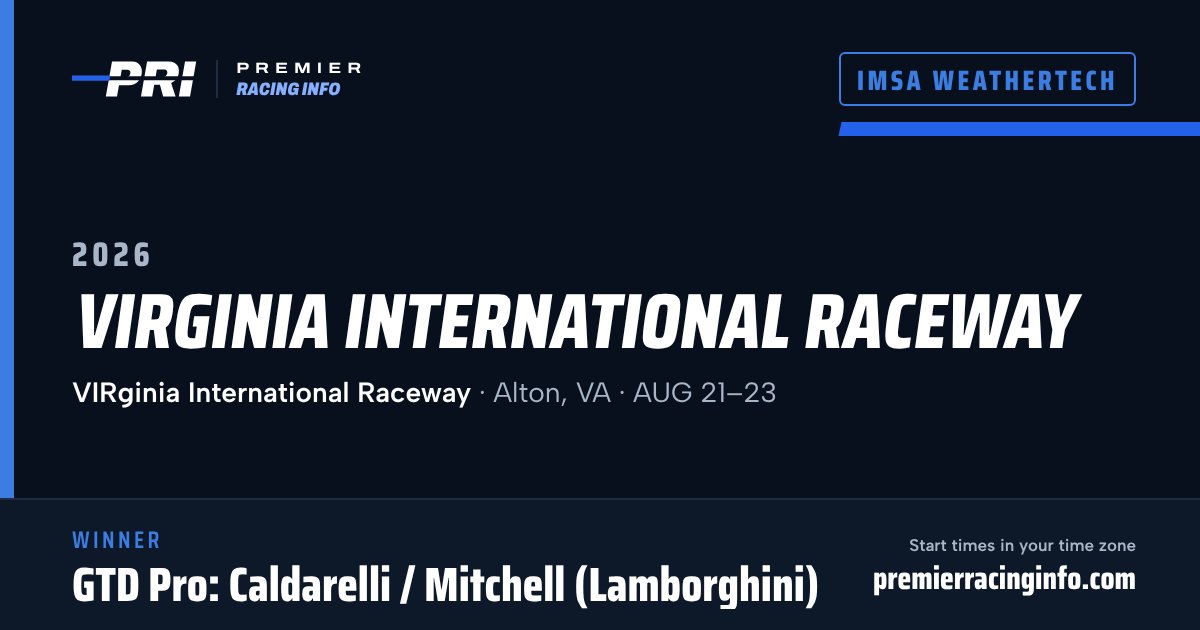 PRI
PREMIER
RACING INFO
IMSA WEATHERTECH
2026
VIRGINIA INTERNATIONAL RACEWAY
VIRginia International Raceway · Alton, VA · AUG 21–23
WINNER
GTD Pro: Caldarelli / Mitchell (Lamborghini)
Start times in your time zone
premierracinginfo.com